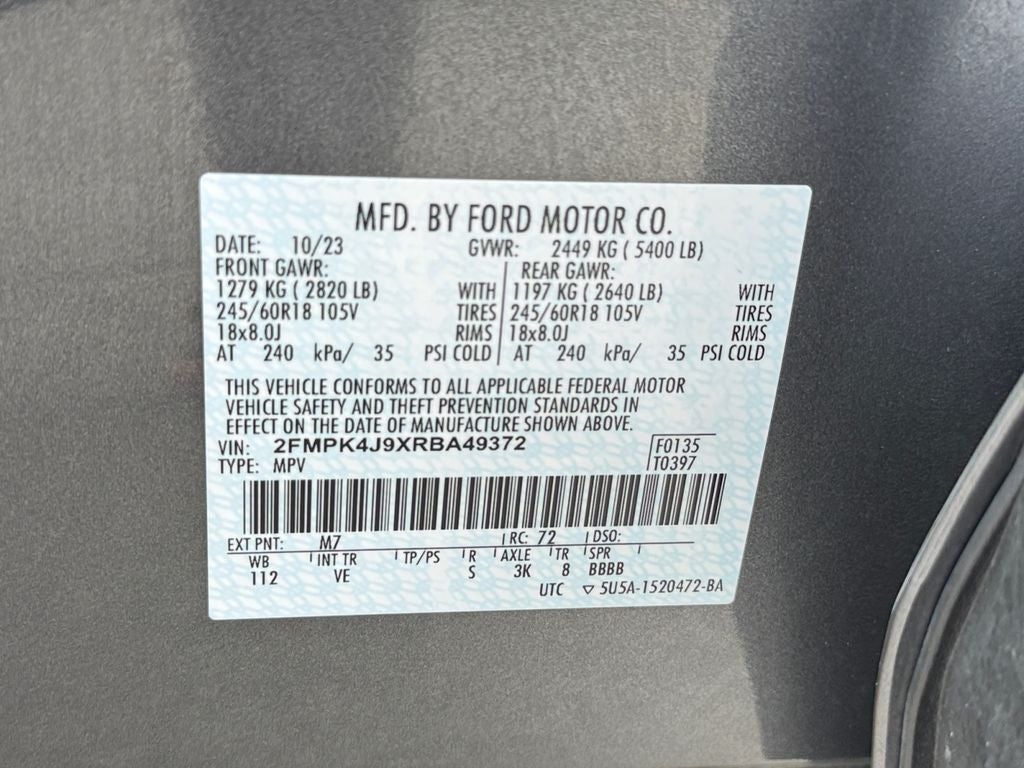 MFD. BY FORD MOTOR CO.
DATE: 10/23 GVWR: 2449 KG ( 5400 LB)
FRONT GAWR: REAR GAWR:
1279 KG ( 2820 LB) WITH 1197 KG ( 2640 LB) WITH
245/60R18 105V TIRES 245/60R18 105V TIRES
18x8.0J RIMS 18x8.0J RIMS
AT 240 kPa/ 35 PSI COLD AT 240 kPa/ 35 PSI COLD
THIS VEHICLE CONFORMS TO ALL APPLICABLE FEDERAL MOTOR
VEHICLE SAFETY AND THEFT PREVENTION STANDARDS IN
EFFECT ON THE DATE OF MANUFACTURE SHOWN ABOVE.
VIN: 2FMPK4J9XRBA49372 F0135
TYPE: MPV T0397
EXT PNT: M7 RC: 72 DSO:
WB INT TR TP/PS R AXLE TR SPR
112 VE S 3K 8 BBBB
UTC ▽ 5U5A-1520472-BA